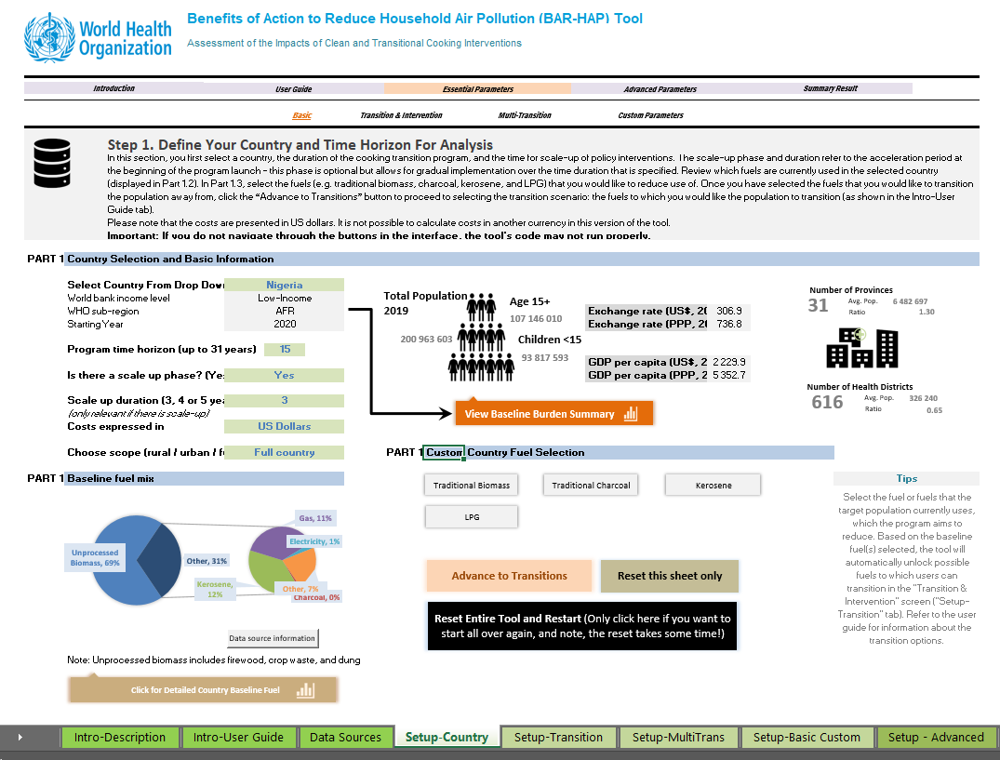 World Health
Organization
Benefits of Action to Reduce Household Air Pollution (BAR-HAP) Tool
Assessment of the Impacts of Clean and Transitional Cooking Interventions
Introduction User Guide Essential Parameters Advanced Parameters Summary Result
Basic Transition & Intervention Multi-Transition Custom Parameters
Step 1. Define Your Country and Time Horizon For Analysis
In this section, you first select a country, the duration of the cooking transition program, and the time for scale-up of policy interventions. The scale-up phase and duration refer to the acceleration period at
the beginning of the program launch - this phase is optional but allows for gradual implementation over the time duration that is specified. Review which fuels are currently used in the selected country
(displayed in Part 1.2). In Part 1.3, select the fuels (e.g. traditional biomass, charcoal, kerosene, and LPG) that you would like to reduce use of. Once you have selected the fuels that you would like to transition
the population away from, click the "Advance to Transitions" button to proceed to selecting the transition scenario: the fuels to which you would like the population to transition (as shown in the Intro-User
Guide tab).
Please note that the costs are presented in US dollars. It is not possible to calculate costs in another currency in this version of the tool.
Important: If you do not navigate through the buttons in the interface, the tool's code may not run properly.
PART 1 Country Selection and Basic Information
Select Country From Drop Down Nigeria
World bank income level Low-Income
WHO sub-region AFR
Starting Year 2020
Program time horizon (up to 31 years) 15
Is there a scale up phase? (Yes Yes
Scale up duration (3, 4 or 5 yea 3
(only relevant if there is scale-up)
Costs expressed in US Dollars
Choose scope (rural / urban / f Full country
Total Population
2019
200 963 603
Age 15+
107 146 010
Children <15
93 817 593
Exchange rate (US$, 20 306.9
Exchange rate (PPP, 20 736.8
GDP per capita (US$, 2 2 229.9
GDP per capita (PPP, 2 5 352.7
View Baseline Burden Summary
Number of Provinces
31 Avg. Pop. 6 482 697
Ratio 1.30
Number of Health Districts
616 Avg. Pop. 326 240
Ratio 0.65
PART 1 Baseline fuel mix
Unprocessed
Biomass, 69%
Other, 31%
Gas, 11%
Electricity, 1%
Kerosene,
12%
Other, 7%
Charcoal, 0%
Data source information
Note: Unprocessed biomass includes firewood, crop waste, and dung
Click for Detailed Country Baseline Fuel
PART 1 Custom Country Fuel Selection
Traditional Biomass Traditional Charcoal Kerosene
LPG
Advance to Transitions Reset this sheet only
Reset Entire Tool and Restart (Only click here if you want to
start all over again, and note, the reset takes some time!)
Tips
Select the fuel or fuels that the
target population currently uses,
which the program aims to
reduce. Based on the baseline
fuel(s) selected, the tool will
automatically unlock possible
fuels to which users can
transition in the "Transition &
Intervention" screen ("Setup-
Transition" tab). Refer to the user
guide for information about the
transition options.
Intro-Description Intro-User Guide Data Sources Setup-Country Setup-Transition Setup-MultiTrans Setup-Basic Custom Setup - Advanced